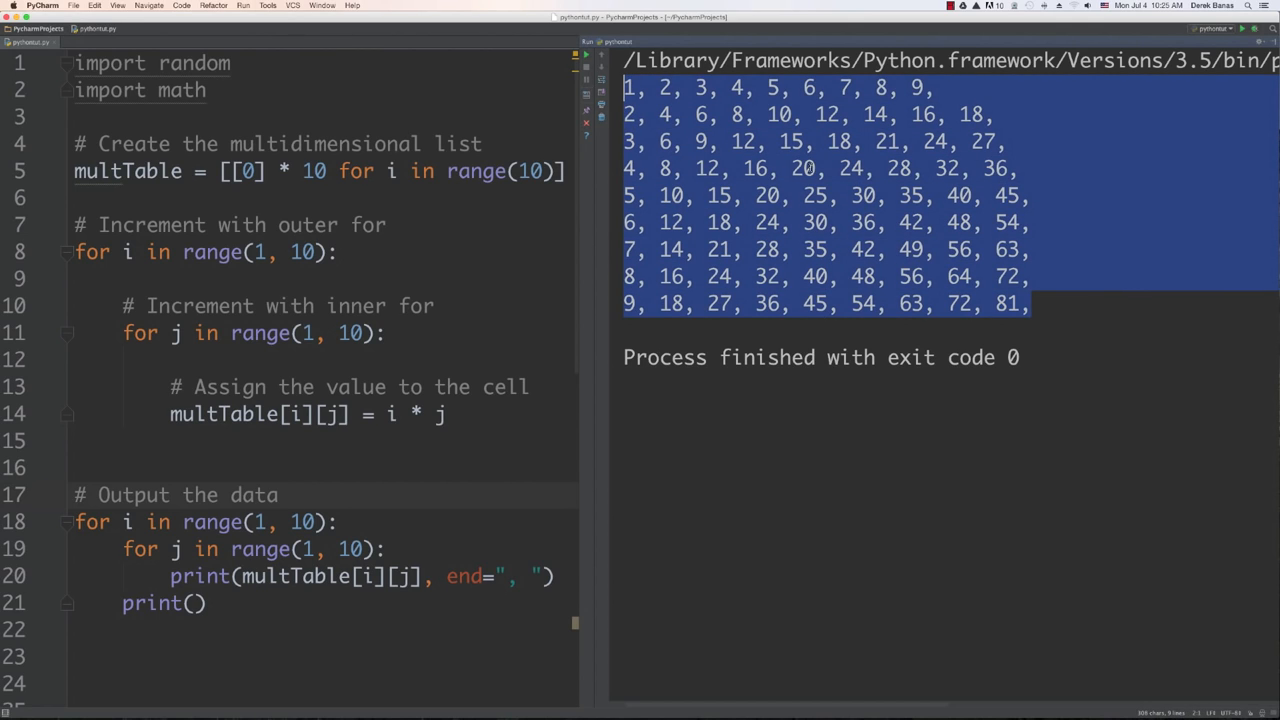 PyCharm File Edit View Navigate Code Refactor Run Tools VCS Window Help
10 Mon Jul 4 10:25 AM Derek Banas
pythontut.py - PycharmProjects - [~/PycharmProjects]
PycharmProjects pythontut.py
pythontut
pythontut.py
Run pythontut
1 import random
2 import math
3
4 # Create the multidimensional list
5 multTable = [[0] * 10 for i in range(10)]
6
7 # Increment with outer for
8 for i in range(1, 10):
9
10 # Increment with inner for
11 for j in range(1, 10):
12
13 # Assign the value to the cell
14 multTable[i][j] = i * j
15
16
17 # Output the data
18 for i in range(1, 10):
19 for j in range(1, 10):
20 print(multTable[i][j], end=", ")
21 print()
22
23
24
/Library/Frameworks/Python.framework/Versions/3.5/bin/p
1, 2, 3, 4, 5, 6, 7, 8, 9,
2, 4, 6, 8, 10, 12, 14, 16, 18,
3, 6, 9, 12, 15, 18, 21, 24, 27,
4, 8, 12, 16, 20, 24, 28, 32, 36,
5, 10, 15, 20, 25, 30, 35, 40, 45,
6, 12, 18, 24, 30, 36, 42, 48, 54,
7, 14, 21, 28, 35, 42, 49, 56, 63,
8, 16, 24, 32, 40, 48, 56, 64, 72,
9, 18, 27, 36, 45, 54, 63, 72, 81,
Process finished with exit code 0